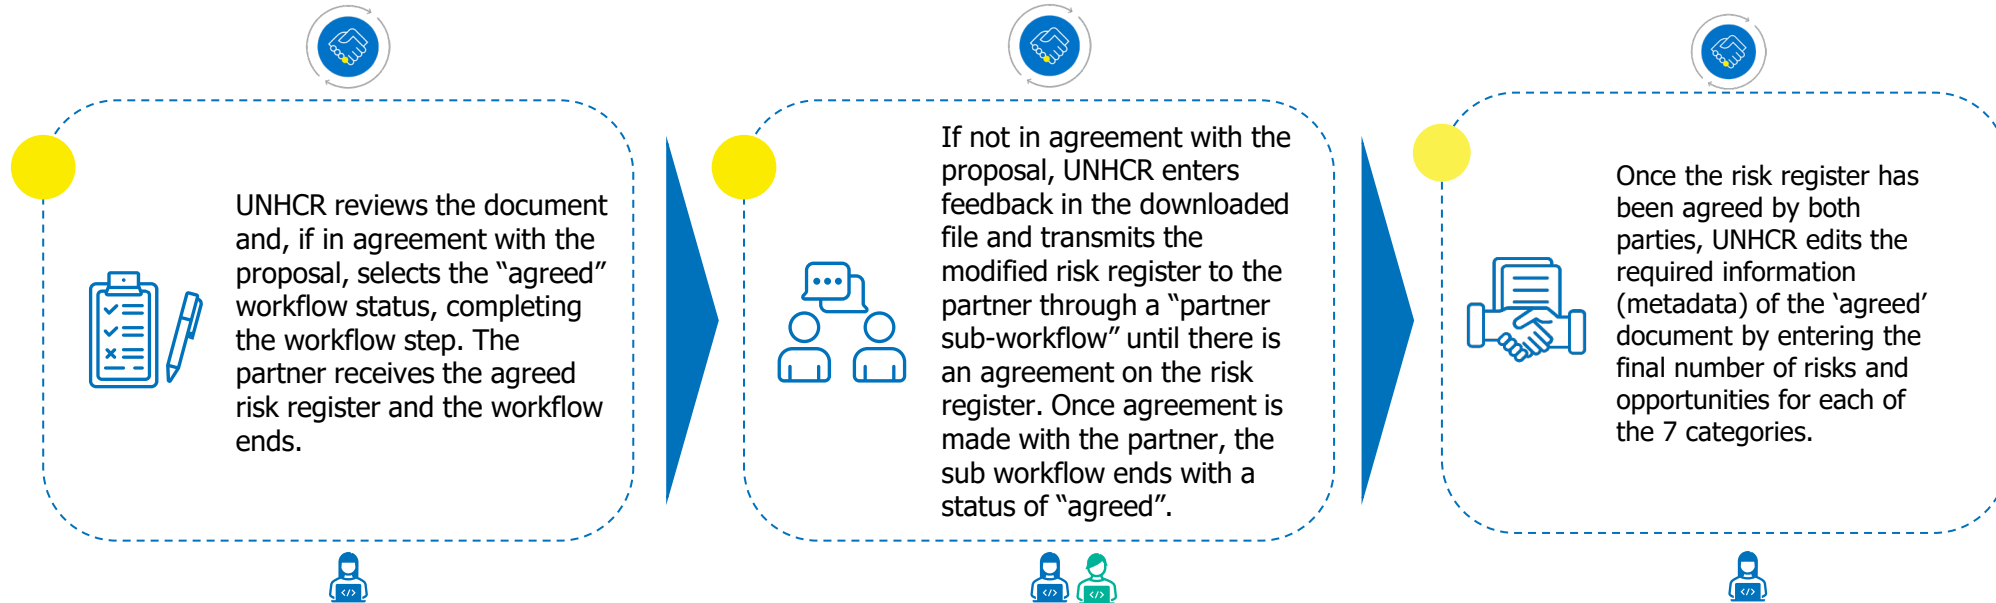 UNHCR reviews the document
and, if in agreement with the
proposal, selects the “agreed”
workflow status, completing
the workflow step. The
partner receives the agreed
risk register and the workflow
ends.
If not in agreement with the
proposal, UNHCR enters
feedback in the downloaded
file and transmits the
modified risk register to the
partner through a “partner
sub-workflow” until there is
an agreement on the risk
register. Once agreement is
made with the partner, the
sub workflow ends with a
status of “agreed”.
Once the risk register has
been agreed by both
parties, UNHCR edits the
required information
(metadata) of the ‘agreed’
document by entering the
final number of risks and
opportunities for each of
the 7 categories.